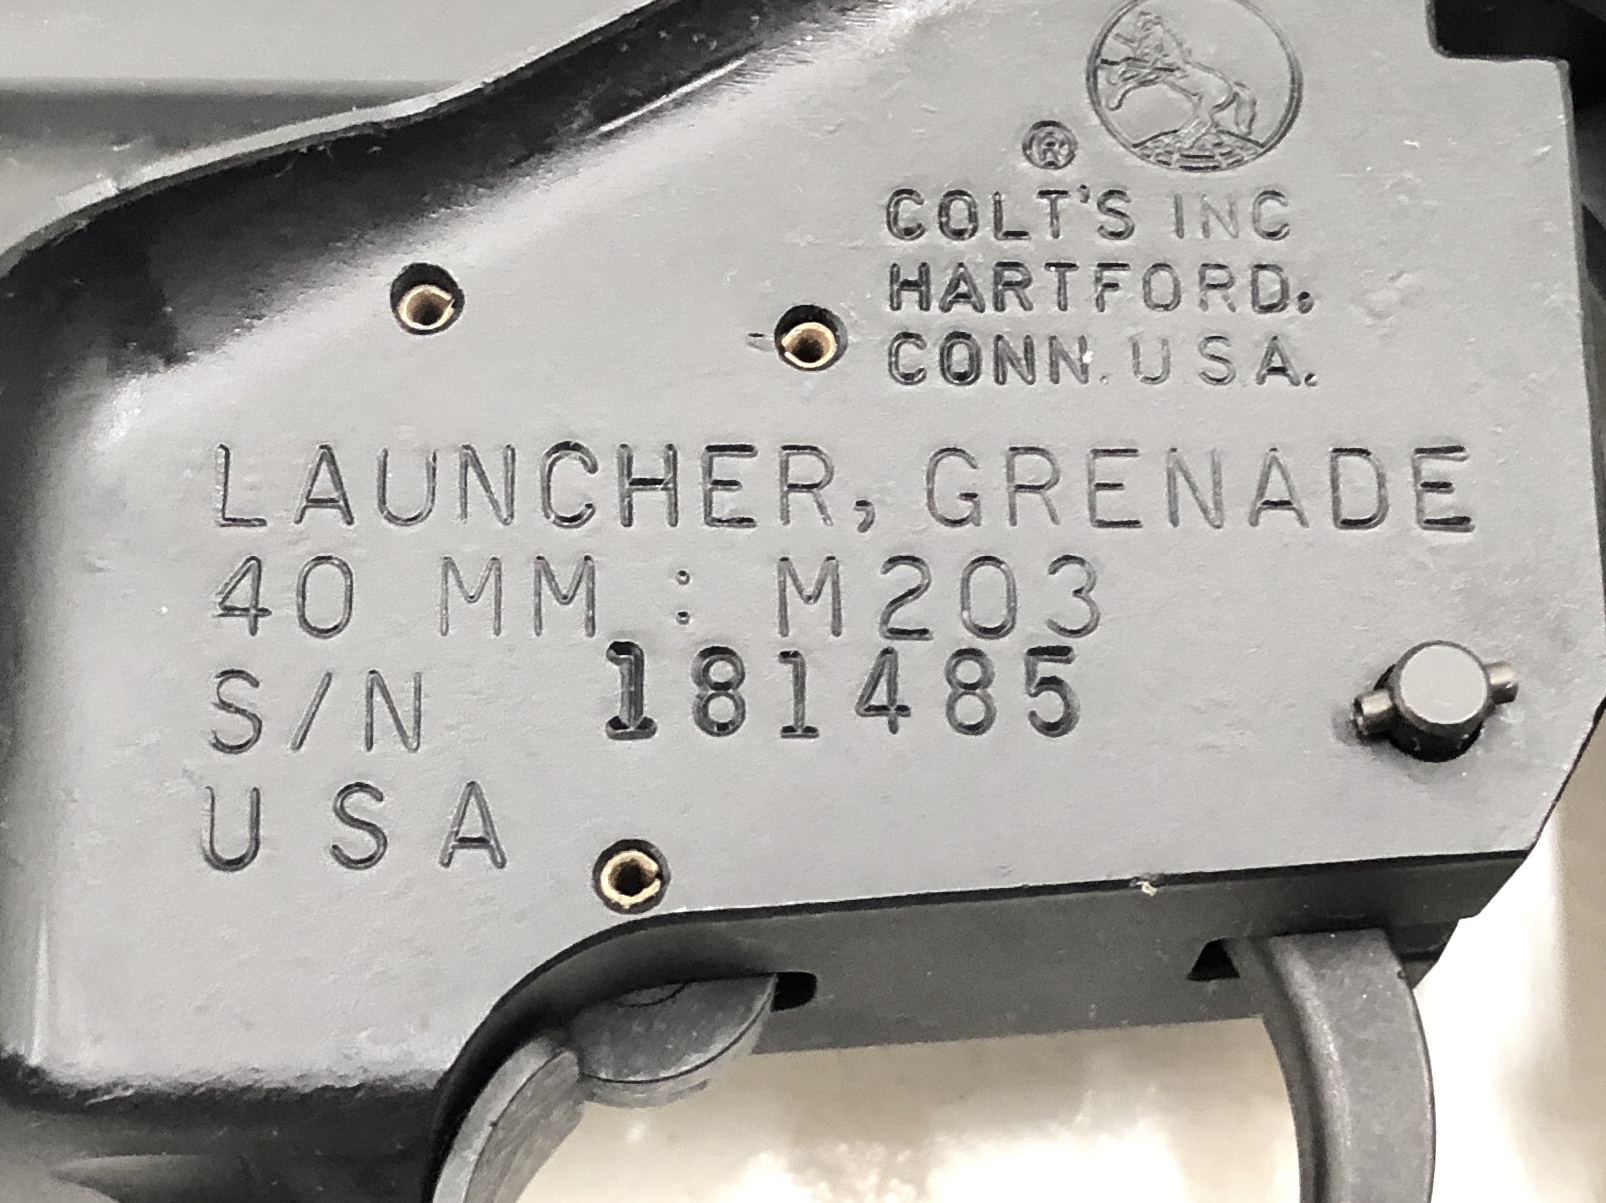 ®
COLT'S INC
HARTFORD.
CONN. U S A.
LAUNCHER, GRENADE
40 MM : M203
S/N 181485
U S A